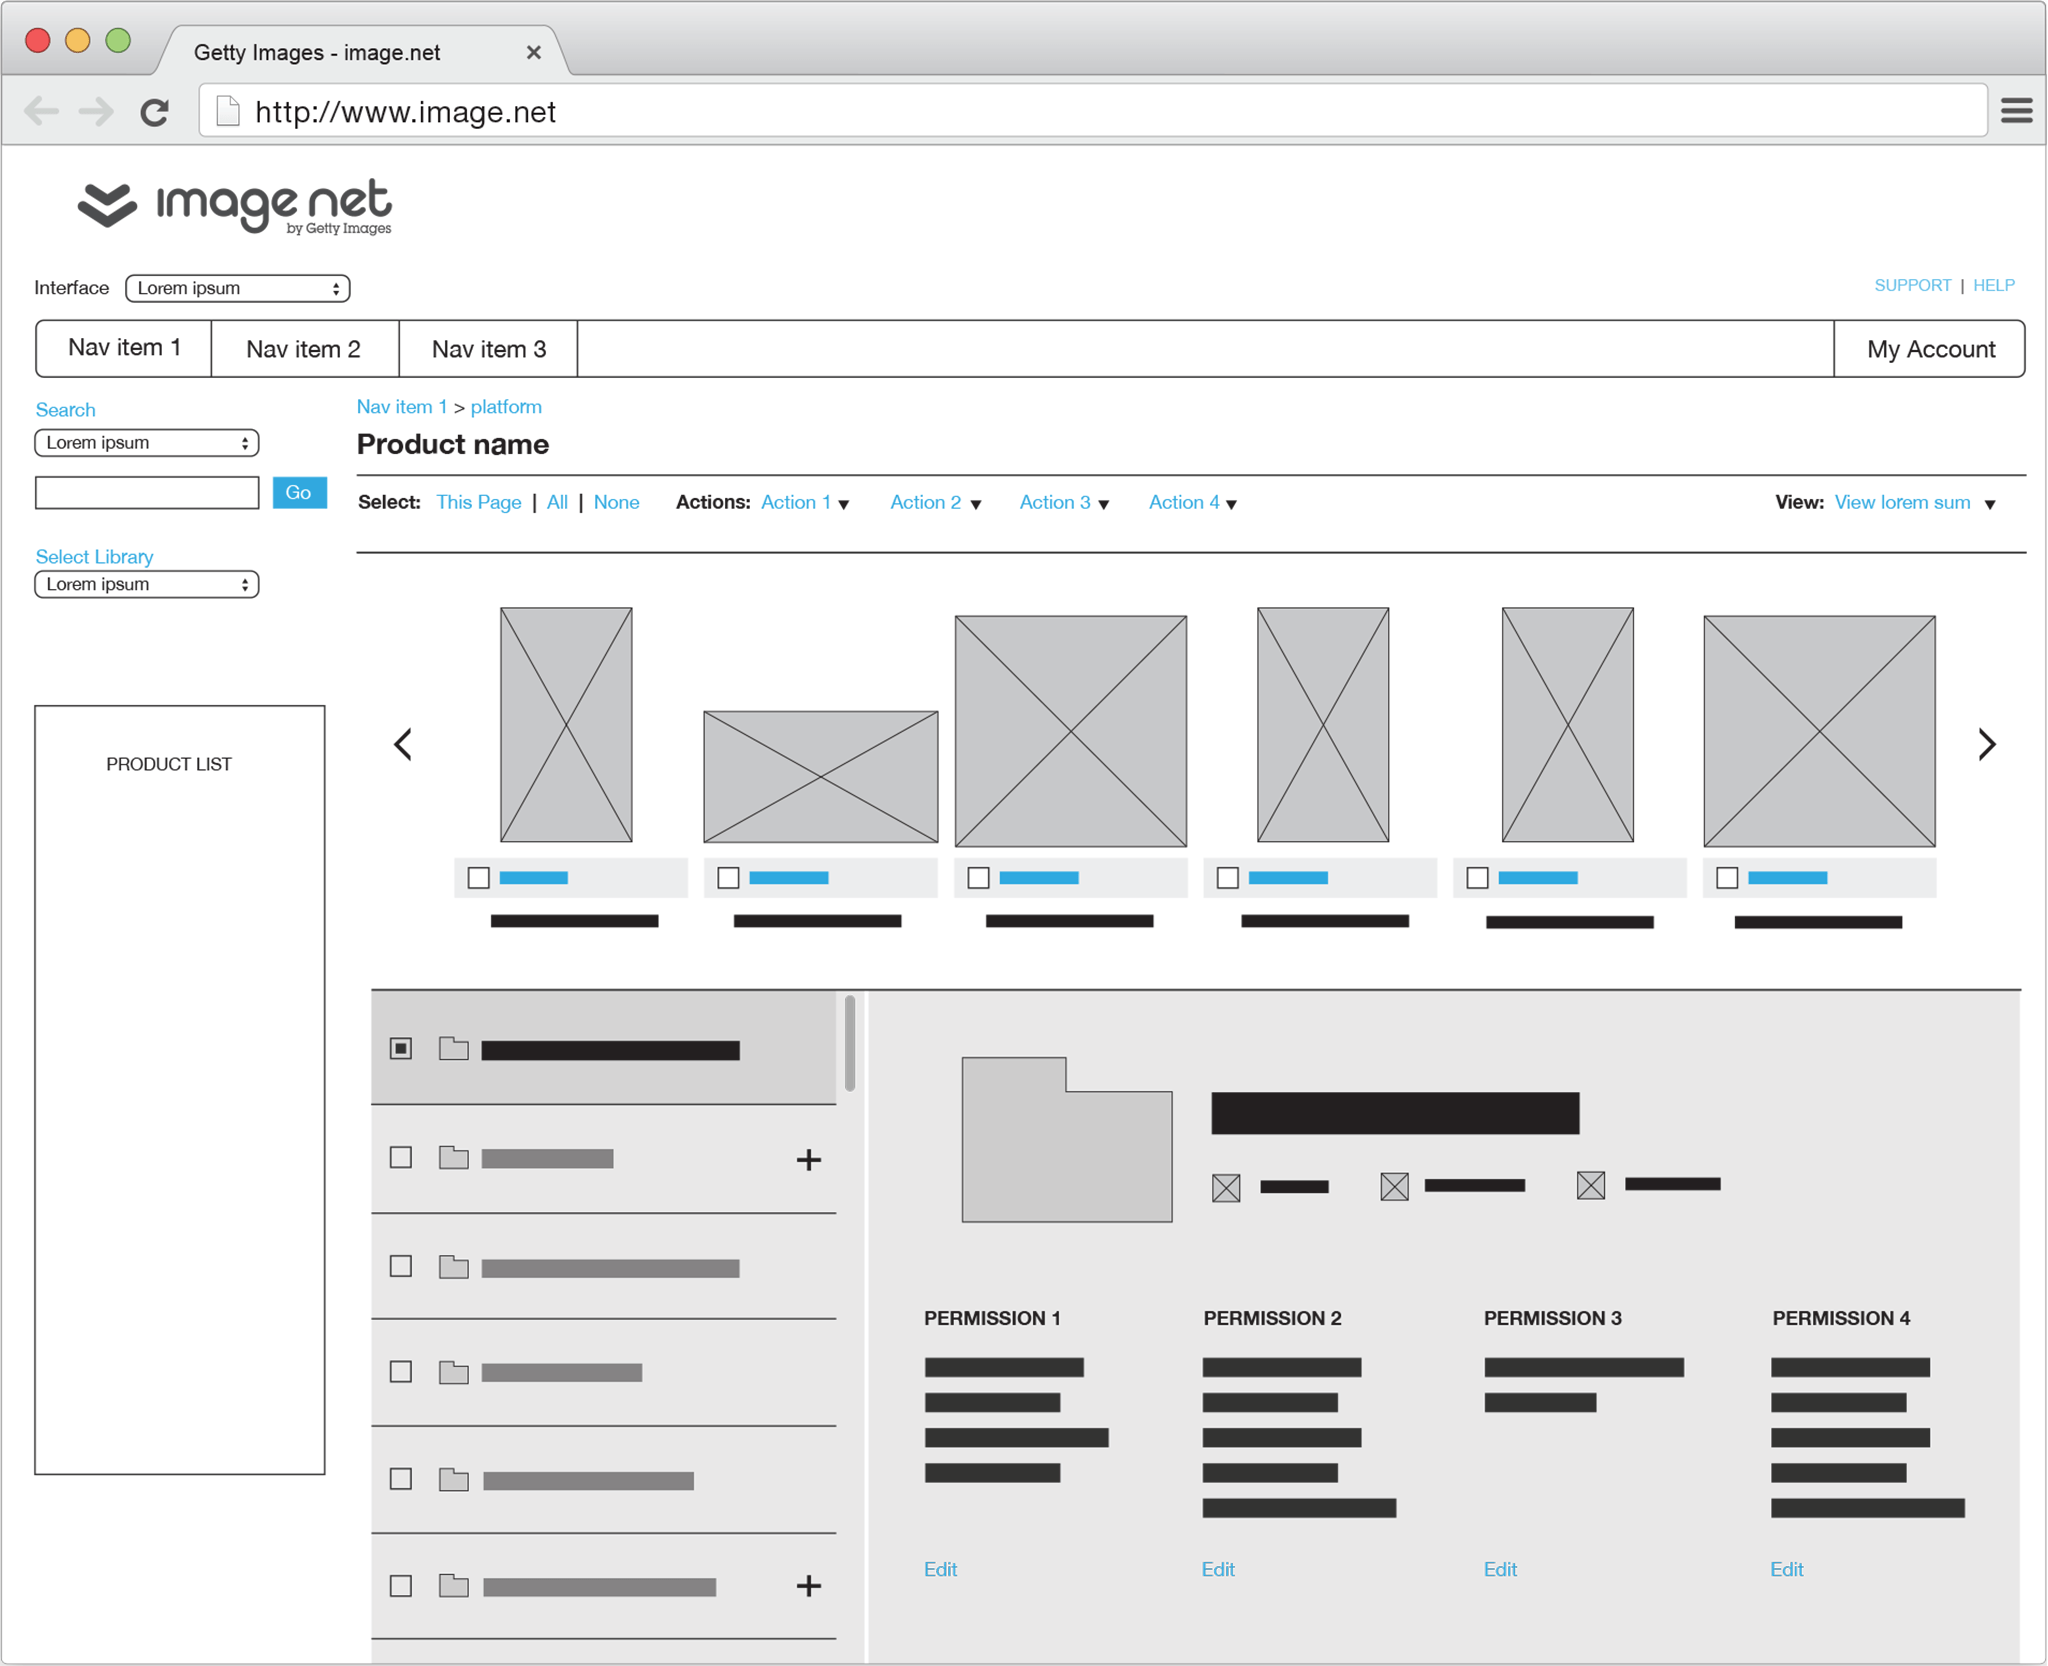 Getty Images - image.net
http://www.image.net
image net
by Getty Images
Interface Lorem ipsum
SUPPORT | HELP
Nav item 1 Nav item 2 Nav item 3 My Account
Search
Lorem ipsum
Go
Select Library
Lorem ipsum
PRODUCT LIST
Nav item 1 > platform
Product name
Select: This Page | All | None Actions: Action 1 Action 2 Action 3 Action 4 View: View lorem sum
PERMISSION 1 PERMISSION 2 PERMISSION 3 PERMISSION 4
Edit Edit Edit Edit